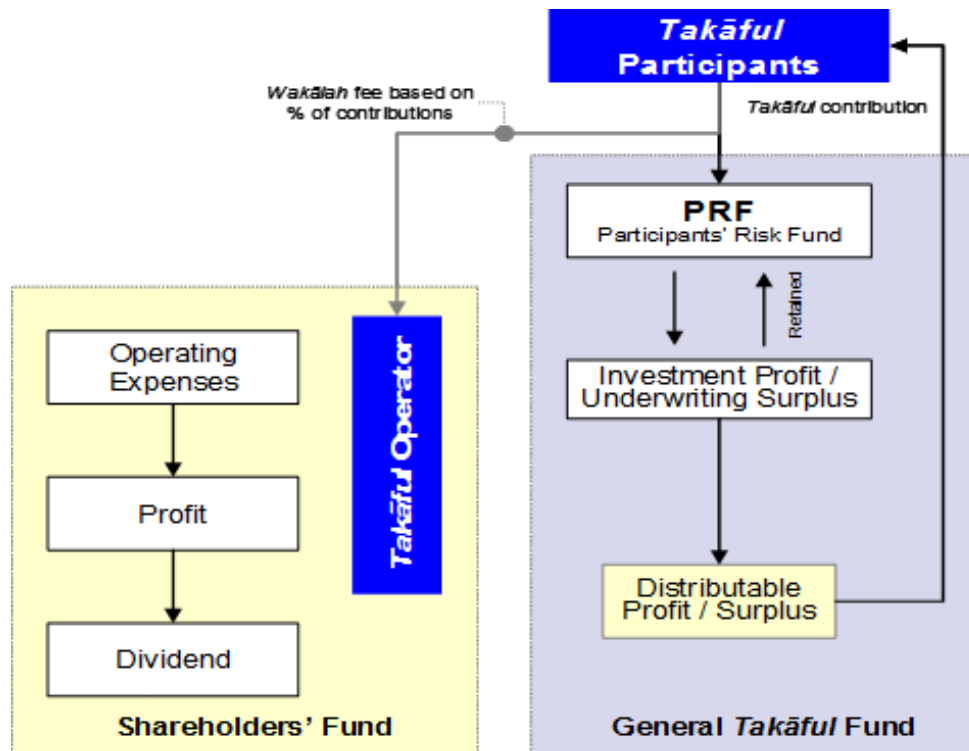 Takāful
Participants
Wakālah fee based on
% of contributions
Takāful contribution
PRF
Participants' Risk Fund
Retained
Investment Profit /
Underwriting Surplus
Distributable
Profit / Surplus
General Takāful Fund
Takāful Operator
Operating
Expenses
Profit
Dividend
Shareholders' Fund